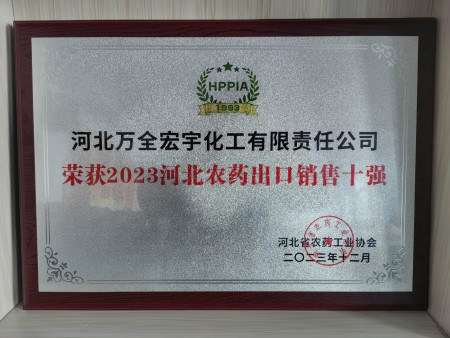 HPPIA
1993
河北万全宏宇化工有限责任公司
荣获2023河北农药出口销售十强
河北省农药工业协会
二〇二三年十二月